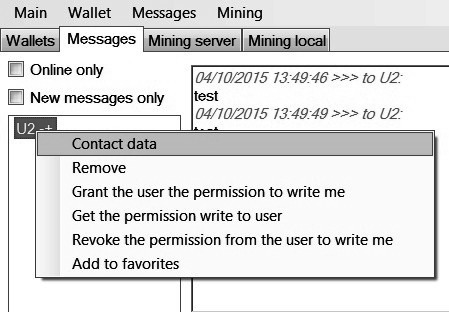 Main Wallet Messages Mining
Wallets Messages Mining server Mining local
Online only
New messages only
04/10/2015 13:49:46 >>> to U2:
test
04/10/2015 13:49:49 >>> to U2:
U2 -+
Contact data
Remove
Grant the user the permission to write me
Get the permission write to user
Revoke the permission from the user to write me
Add to favorites